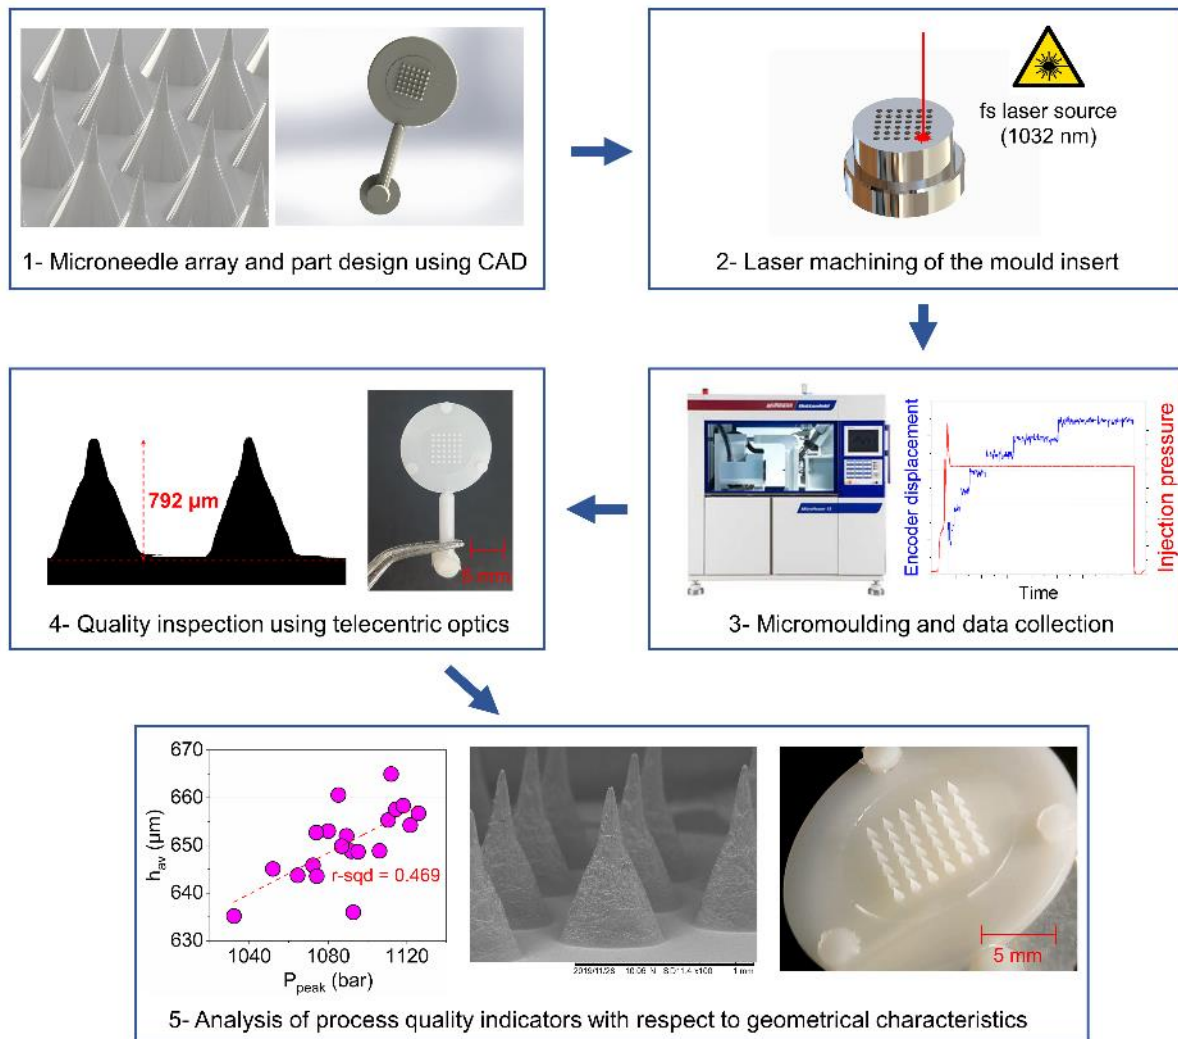 fs laser source
(1032 nm)
1- Microneedle array and part design using CAD
2- Laser machining of the mould insert
792 µm
5 mm
4- Quality inspection using telecentric optics
Encoder displacement
Injection pressure
Time
3- Micromoulding and data collection
670
660
650
640
630
h_av (µm)
r-sqd = 0.469
1040
1080
1120
P_peak (bar)
1 mm
5 mm
5- Analysis of process quality indicators with respect to geometrical characteristics